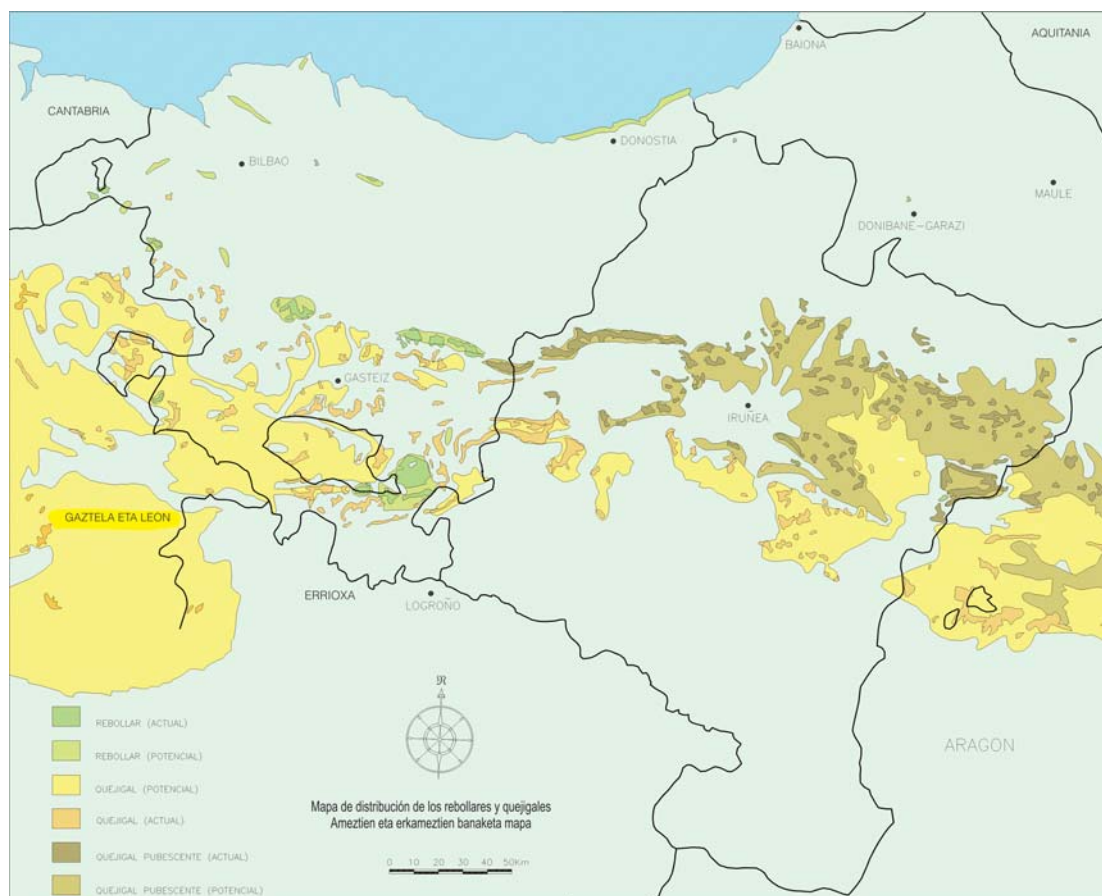 BAIONA
AQUITANIA
CANTABRIA
DONOSTIA
BILBAO
MAULE
DONIBANE-GARAZI
GASTEIZ
IRUÑEA
GAZTELA ETA LEON
ERRIOXA
LOGROÑO
REBOLLAR (ACTUAL)
REBOLLAR (POTENCIAL)
QUEJIGAL (POTENCIAL)
QUEJIGAL (ACTUAL)
QUEJIGAL PUBESCENTE (ACTUAL)
QUEJIGAL PUBESCENTE (POTENCIAL)
ARAGON
Mapa de distribución de los rebollares y quejigales
Ameztien eta erkameztien banaketa mapa
0 10 20 30 40 50Km